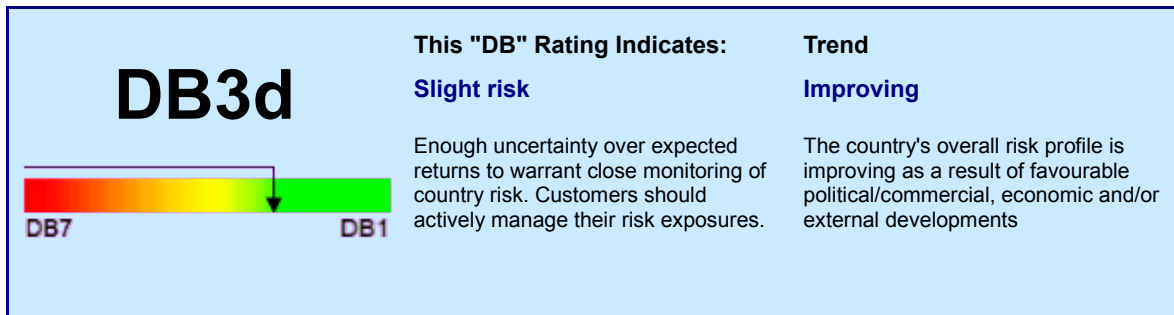 DB3d
DB7 DB1
This "DB" Rating Indicates:
Slight risk
Enough uncertainty over expected
returns to warrant close monitoring of
country risk. Customers should
actively manage their risk exposures.
Trend
Improving
The country's overall risk profile is
improving as a result of favourable
political/commercial, economic and/or
external developments